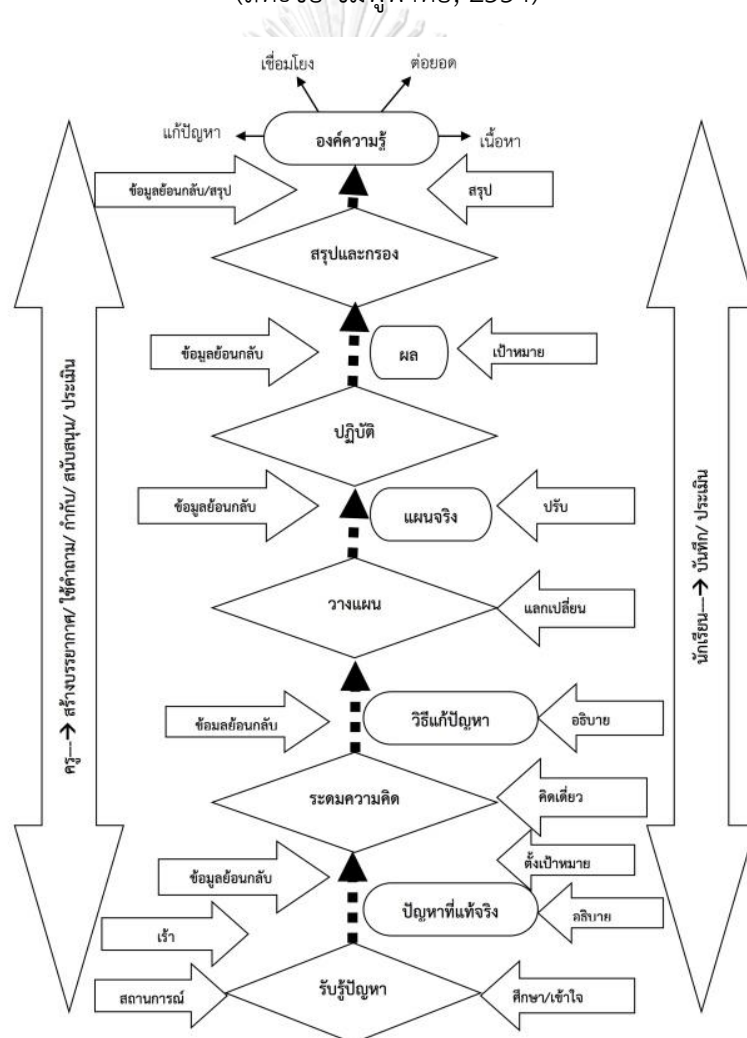 เชื่อมโยง
ต่อยอด
แก้ปัญหา
องค์ความรู้
เนื้อหา
ข้อมูลย้อนกลับ/สรุป
สรุป
สรุปและกรอง
ข้อมูลย้อนกลับ
ผล
เป้าหมาย
ปฏิบัติ
ข้อมูลย้อนกลับ
แผนจริง
ปรับ
วางแผน
แลกเปลี่ยน
ข้อมลย้อนกลับ
วิธีแก้ปัญหา
อธิบาย
ระดมความคิด
คิดเดี่ยว
ตั้งเป้าหมาย
ข้อมูลย้อนกลับ
ปัญหาที่แท้จริง
อธิบาย
เร้า
สถานการณ์
รับรู้ปัญหา
ศึกษา/เข้าใจ
ครู---→ สร้างบรรยากาศ/ ใช้คำถาม/ กำกับ/ สนับสนุน/ ประเมิน
นักเรียน---→ บันทึก/ ประเมิน